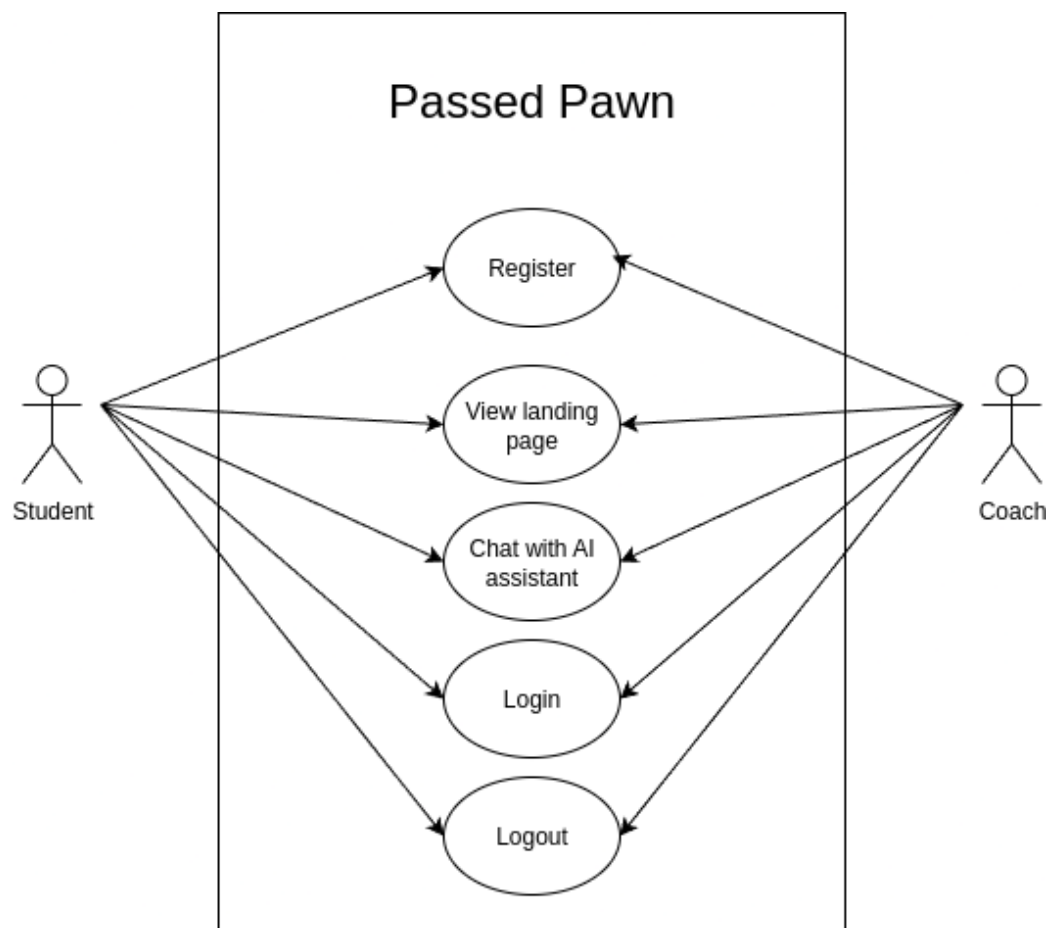 Passed Pawn
Register
View landing
page
Student
Coach
Chat with AI
assistant
Login
Logout